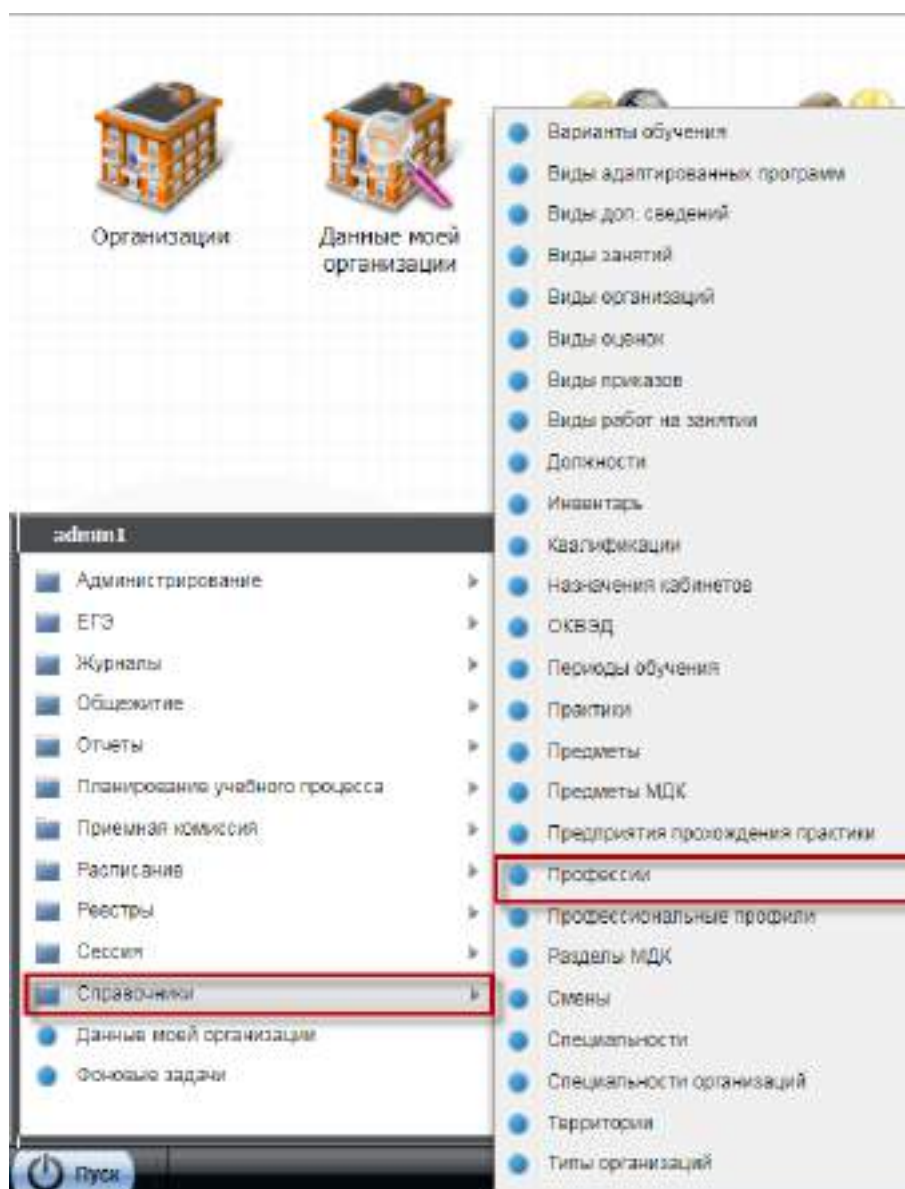 Организации
Данные моей
организации
admin1
Администрирование
ЕГЭ
Журналы
Общежитие
Отчеты
Планирование учебного процесса
Приемная комиссия
Расписание
Реестры
Сессия
Справочники
Данные моей организации
Фоновые задачи
Пуск
Варианты обучения
Виды адаптированных программ
Виды доп. сведений
Виды занятий
Виды организаций
Виды оценок
Виды приказов
Виды работ на занятии
Должности
Инвентарь
Квалификации
Назначения кабинетов
ОКВЭД
Периоды обучения
Практики
Предметы
Предметы МДК
Предприятия прохождения практики
Профессии
Профессиональные профили
Разделы МДК
Смены
Специальности
Специальности организаций
Территории
Типы организаций